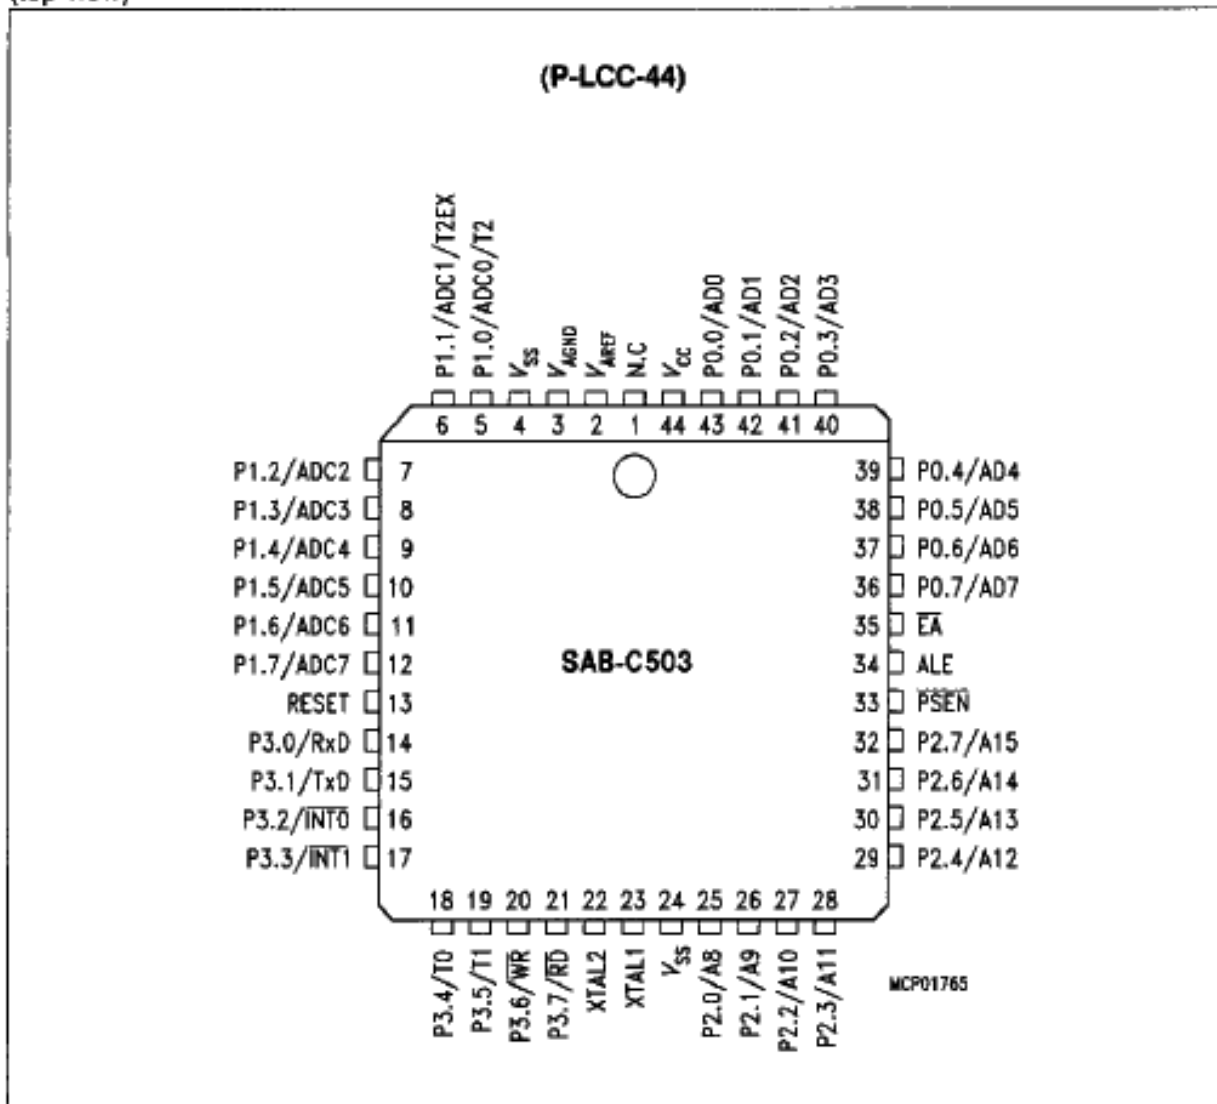 (top view)
(P-LCC-44)
P1.1/ADC1/T2EX
P1.0/ADC0/T2
VSS
VAGND
VAREF
N.C
VCC
P0.0/AD0
P0.1/AD1
P0.2/AD2
P0.3/AD3
6 5 4 3 2 1 44 43 42 41 40
P1.2/ADC2 7 39 P0.4/AD4
P1.3/ADC3 8 38 P0.5/AD5
P1.4/ADC4 9 37 P0.6/AD6
P1.5/ADC5 10 36 P0.7/AD7
P1.6/ADC6 11 35 E̅A̅
P1.7/ADC7 12 SAB-C503 34 ALE
RESET 13 33 P̅S̅E̅N̅
P3.0/RxD 14 32 P2.7/A15
P3.1/TxD 15 31 P2.6/A14
P3.2/I̅N̅T̅0̅ 16 30 P2.5/A13
P3.3/I̅N̅T̅1̅ 17 29 P2.4/A12
18 19 20 21 22 23 24 25 26 27 28
P3.4/T0
P3.5/T1
P3.6/W̅R̅
P3.7/R̅D̅
XTAL2
XTAL1
VSS
P2.0/A8
P2.1/A9
P2.2/A10
P2.3/A11
MCP01765